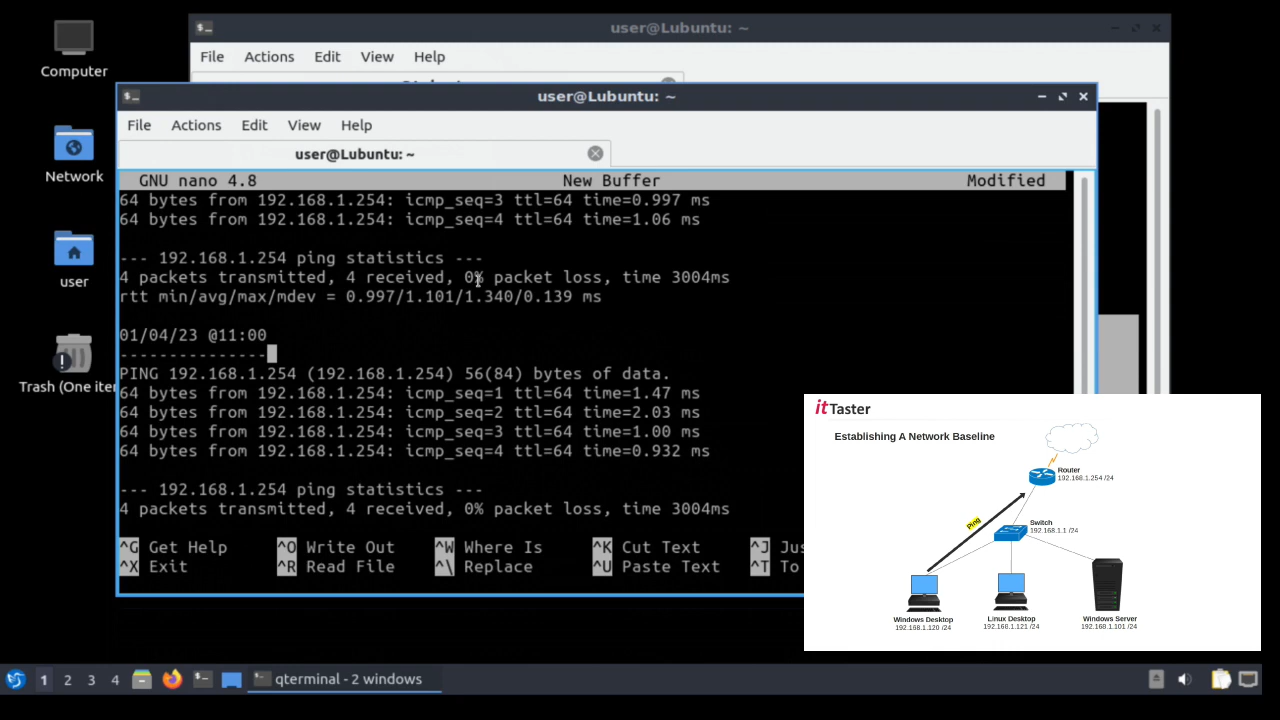 user@Lubuntu: ~
File Actions Edit View Help
Computer
Network
user
Trash (One iter
user@Lubuntu: ~
File Actions Edit View Help
user@Lubuntu: ~
GNU nano 4.8 New Buffer Modified
64 bytes from 192.168.1.254: icmp_seq=3 ttl=64 time=0.997 ms
64 bytes from 192.168.1.254: icmp_seq=4 ttl=64 time=1.06 ms
--- 192.168.1.254 ping statistics ---
4 packets transmitted, 4 received, 0% packet loss, time 3004ms
rtt min/avg/max/mdev = 0.997/1.101/1.340/0.139 ms
01/04/23 @11:00
---------------
PING 192.168.1.254 (192.168.1.254) 56(84) bytes of data.
64 bytes from 192.168.1.254: icmp_seq=1 ttl=64 time=1.47 ms
64 bytes from 192.168.1.254: icmp_seq=2 ttl=64 time=2.03 ms
64 bytes from 192.168.1.254: icmp_seq=3 ttl=64 time=1.00 ms
64 bytes from 192.168.1.254: icmp_seq=4 ttl=64 time=0.932 ms
--- 192.168.1.254 ping statistics ---
4 packets transmitted, 4 received, 0% packet loss, time 3004ms
^G Get Help ^O Write Out ^W Where Is ^K Cut Text ^J Jus
^X Exit ^R Read File ^\ Replace ^U Paste Text ^T To
it Taster
Establishing A Network Baseline
Router
192.168.1.254 /24
Ping
Switch
192.168.1.1 /24
Windows Desktop
192.168.1.120 /24
Linux Desktop
192.168.1.121 /24
Windows Server
192.168.1.101 /24
1 2 3 4 qterminal - 2 windows